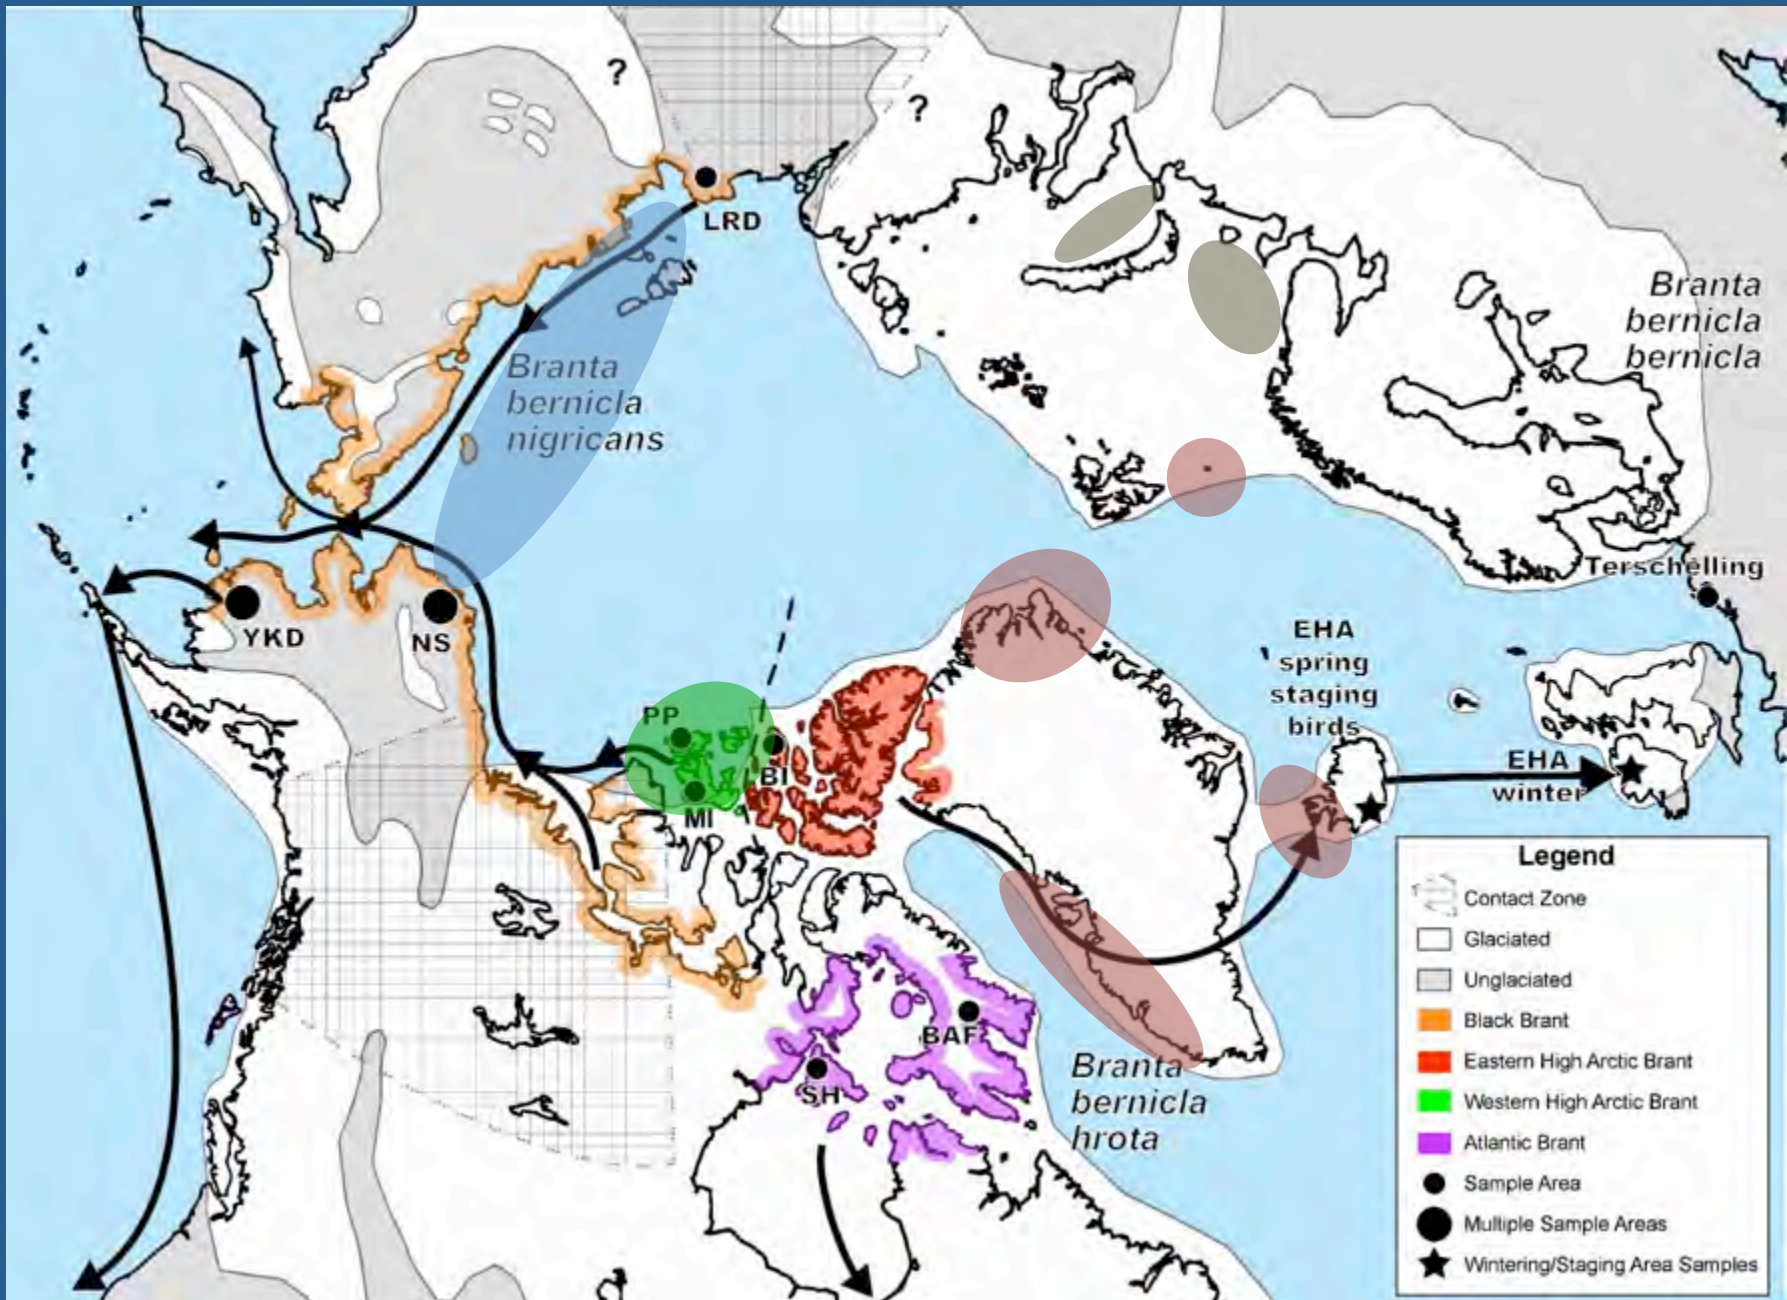 ?
?
LRD
Branta
bernicla
bernicla
Branta
bernicla
nigricans
Terschelling
YKD
NS
EHA
spring
staging
birds
PP
BI
MI
EHA
winter
BAF
SH
Branta
bernicla
hrota
Legend
Contact Zone
Glaciated
Unglaciated
Black Brant
Eastern High Arctic Brant
Western High Arctic Brant
Atlantic Brant
Sample Area
Multiple Sample Areas
Wintering/Staging Area Samples